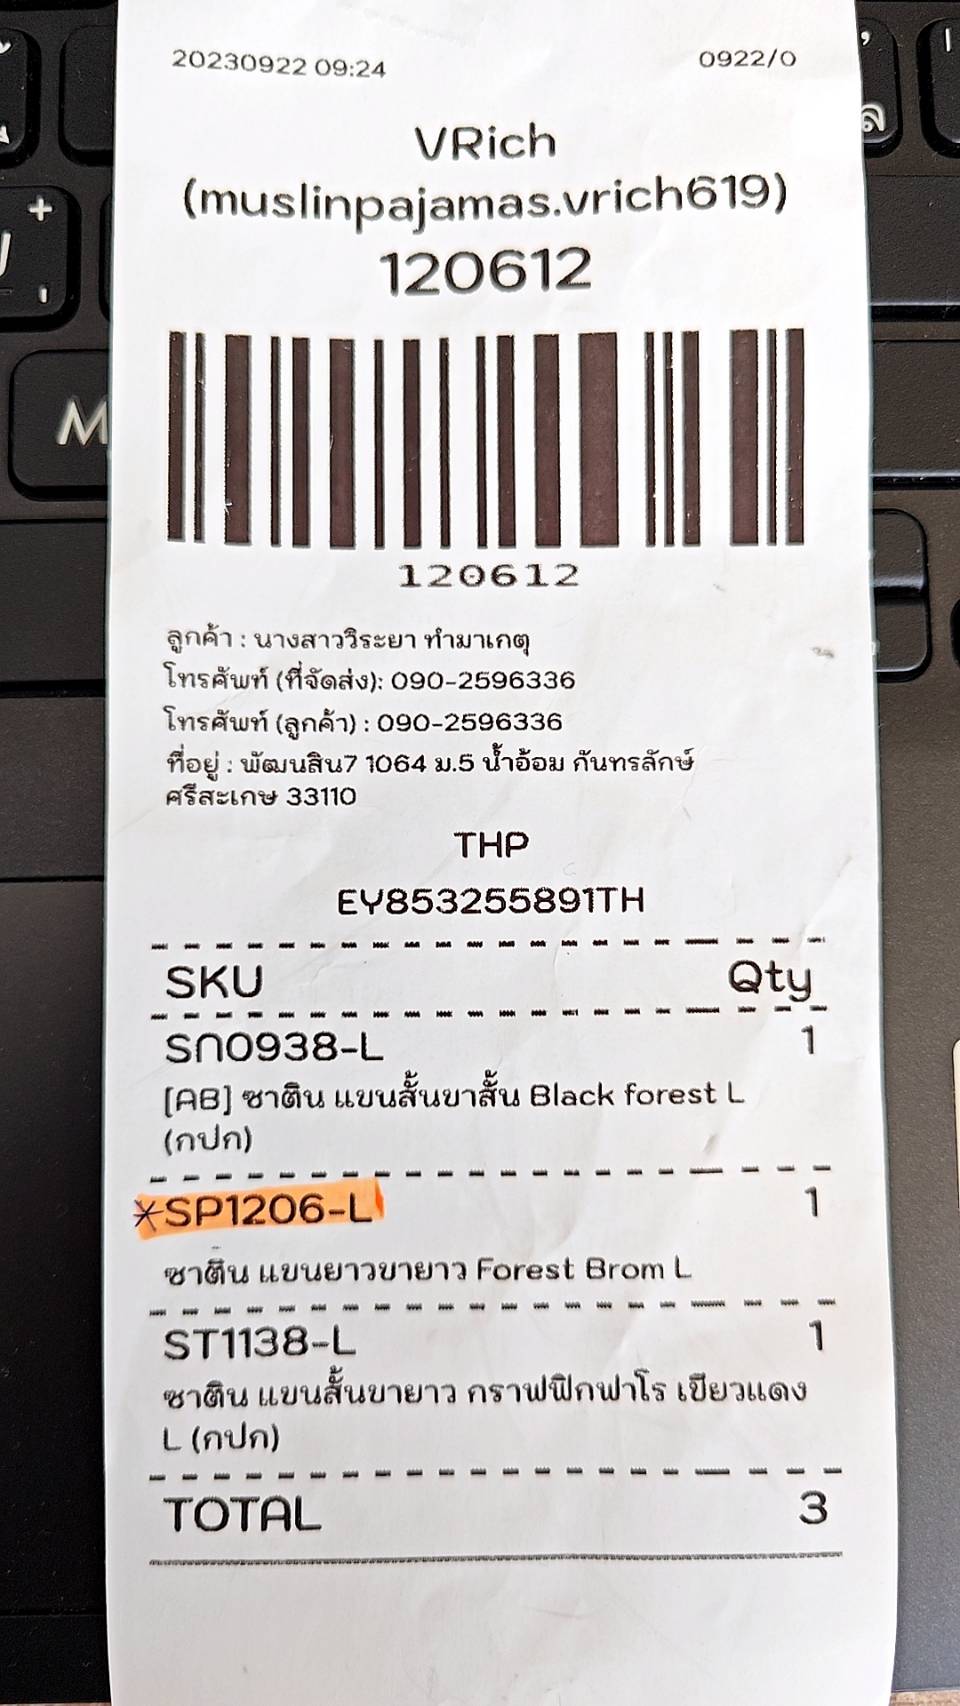 20230922 09:24 0922/0
VRich
(muslinpajamas.vrich619)
120612
120612
ลูกค้า : นางสาววิระยา ทำมาเกตุ
โทรศัพท์ (ที่จัดส่ง): 090-2596336
โทรศัพท์ (ลูกค้า) : 090-2596336
ที่อยู่ : พัฒนสิน7 1064 ม.5 น้ำอ้อม กันทรลักษ์
ศรีสะเกษ 33110
THP
EY853255891TH
SKU Qty
Sก0938-L 1
[AB] ซาติน แขนสั้นขาสั้น Black forest L
(กปก)
*SP1206-L 1
ซาติน แขนยาวขายาว Forest Brom L
ST1138-L 1
ซาติน แขนสั้นขายาว กราฟฟิกฟาโร เขียวแดง
L (กปก)
TOTAL 3
M
ล
+